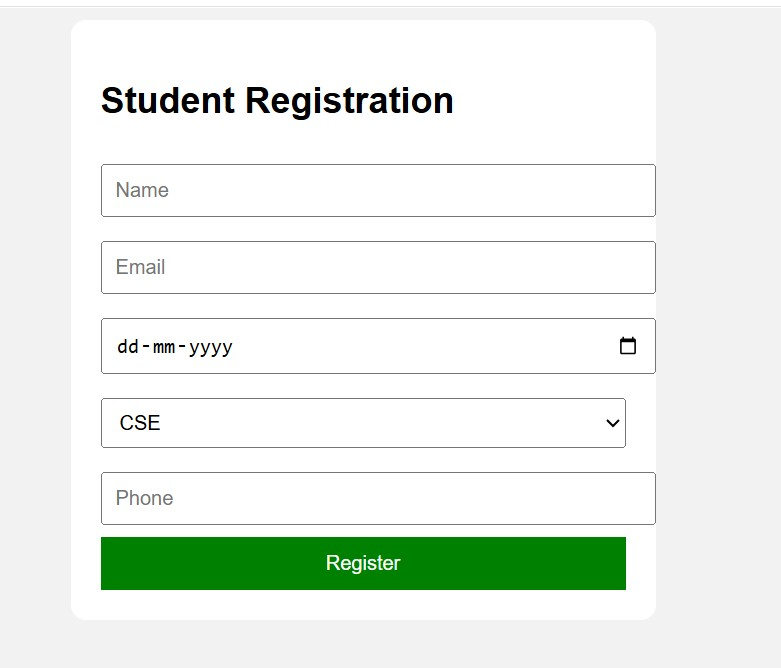 Student Registration
Name
Email
dd-mm-yyyy
CSE
Phone
Register